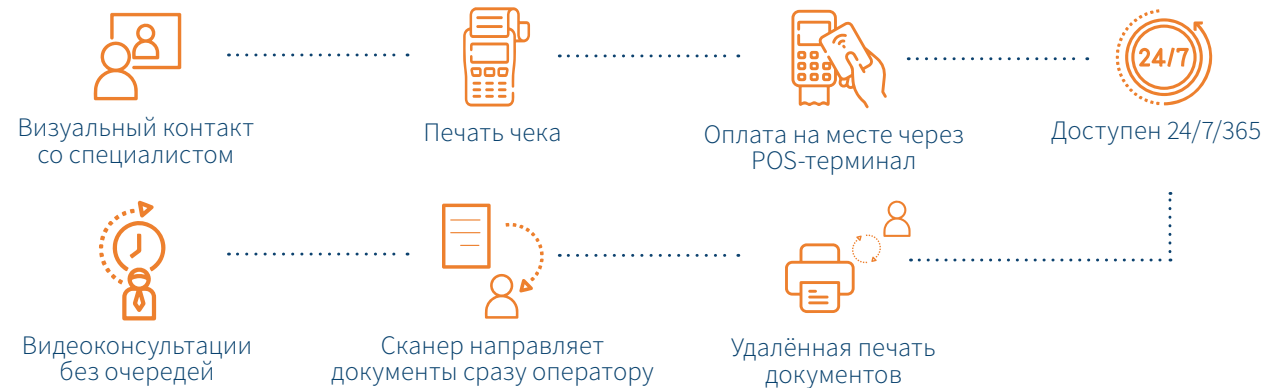 24/7
Визуальный контакт
со специалистом
Печать чека
Оплата на месте через
POS-терминал
Доступен 24/7/365
Видеоконсультации
без очередей
Сканер направляет
документы сразу оператору
Удалённая печать
документов